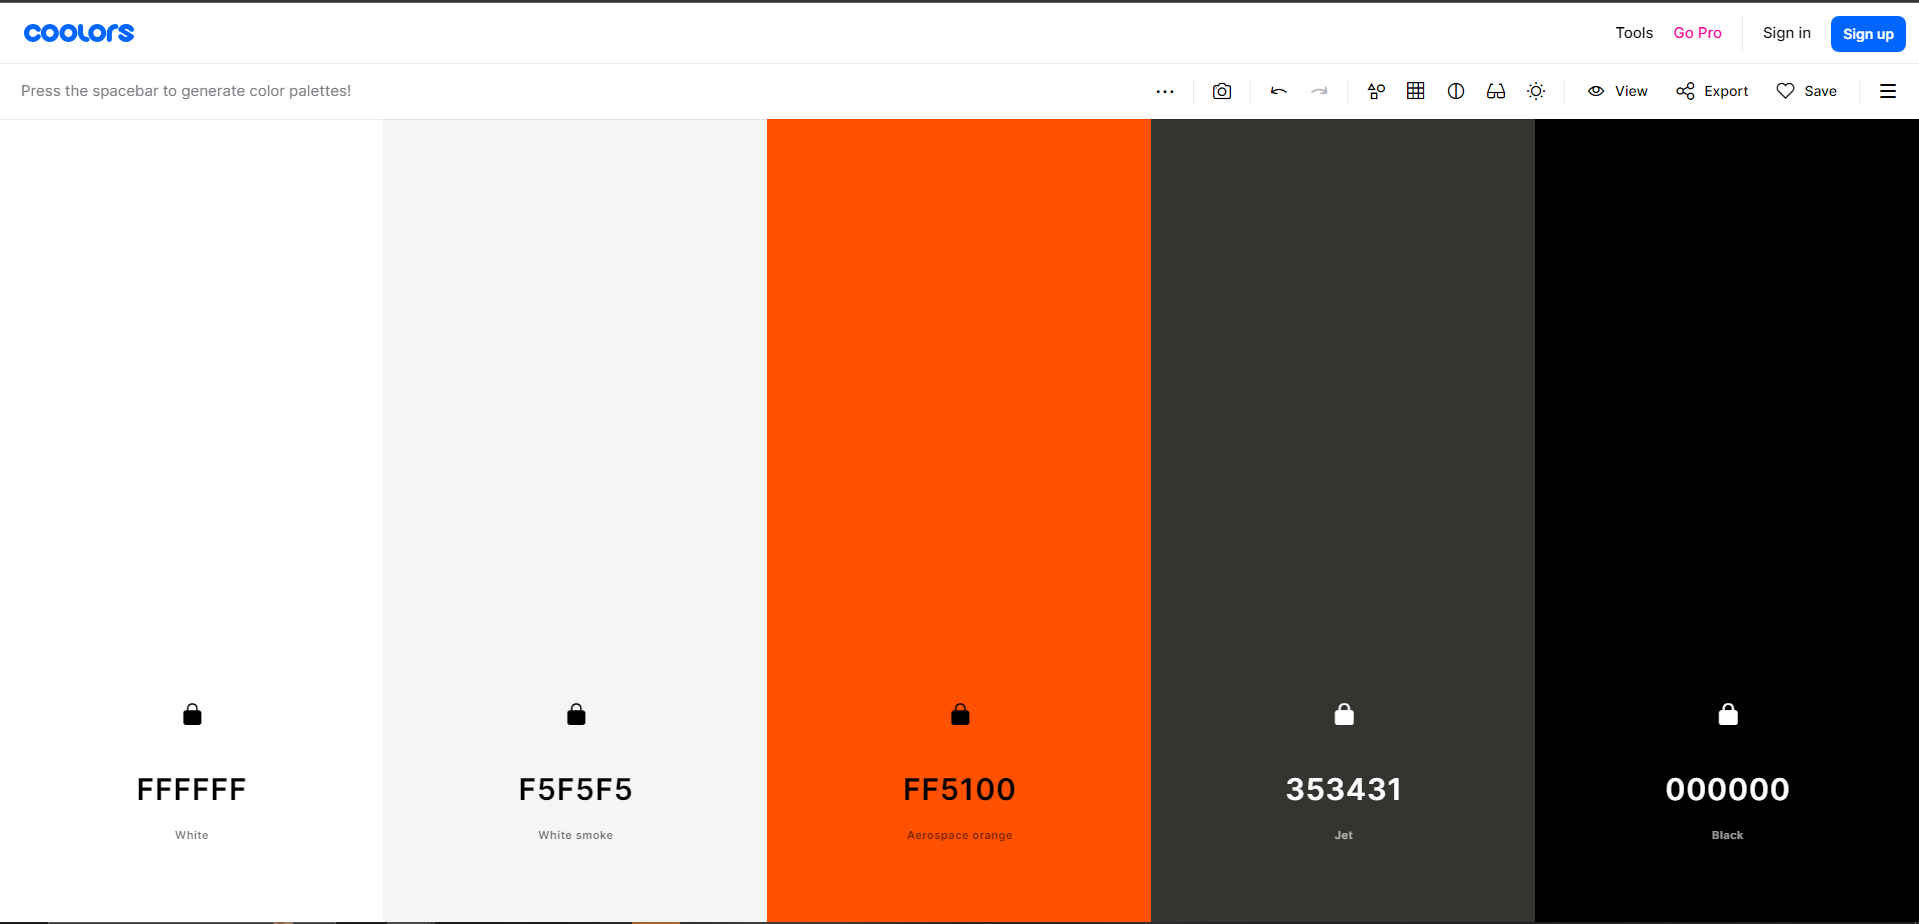 coolors
Tools Go Pro Sign in Sign up
Press the spacebar to generate color palettes! View Export Save
FFFFFF F5F5F5 FF5100 353431 000000
White White smoke Aerospace orange Jet Black